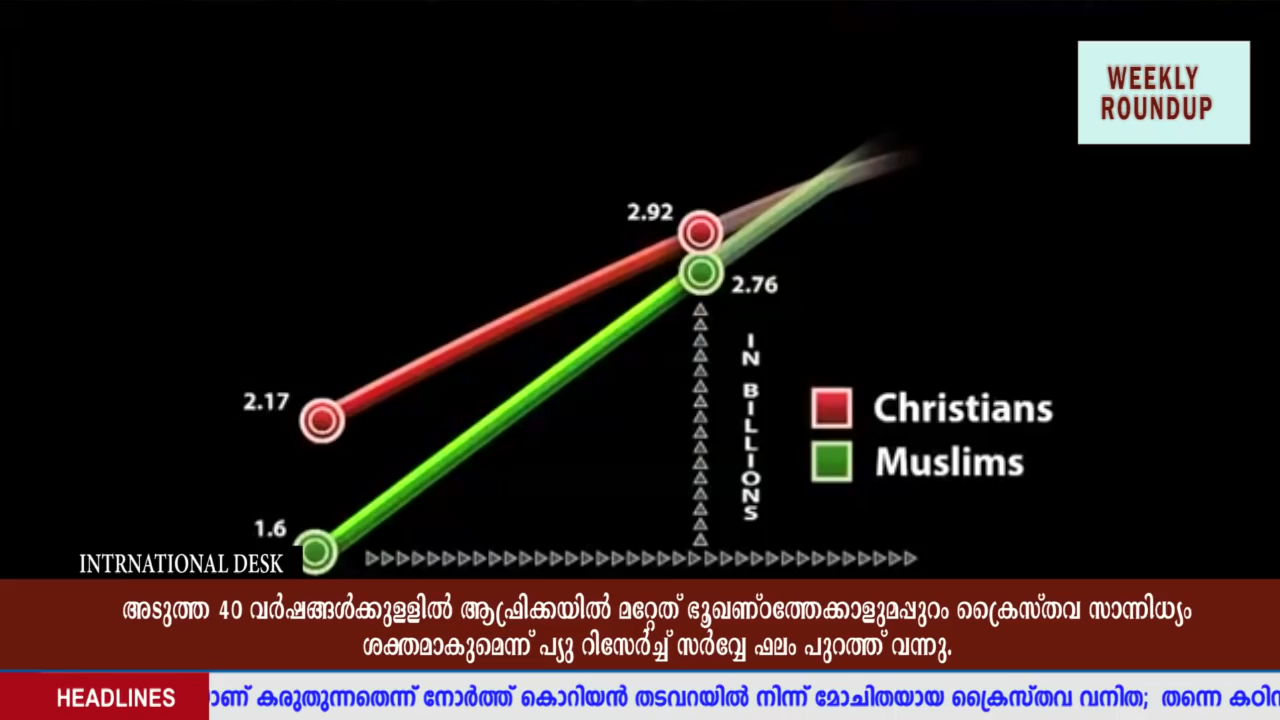 WEEKLY
ROUNDUP
2.92
2.76
2.17
1.6
IN BILLIONS
Christians
Muslims
INTRNATIONAL DESK
അടുത്ത 40 വർഷങ്ങൾക്കുള്ളിൽ ആഫ്രിക്കയിൽ മറ്റേത് ഭൂഖണ്ഠത്തേക്കാളുമപ്പുറം ക്രൈസ്തവ സാന്നിധ്യം
ശക്തമാകുമെന്ന് പ്യു റിസേർച്ച് സർവ്വേ ഫലം പുറത്ത് വന്നു.
HEADLINES
ാണ് കരുതുന്നതെന്ന് നോർത്ത് കൊറിയൻ തടവറയിൽ നിന്ന് മോചിതയായ ക്രൈസ്തവ വനിത; തന്നെ